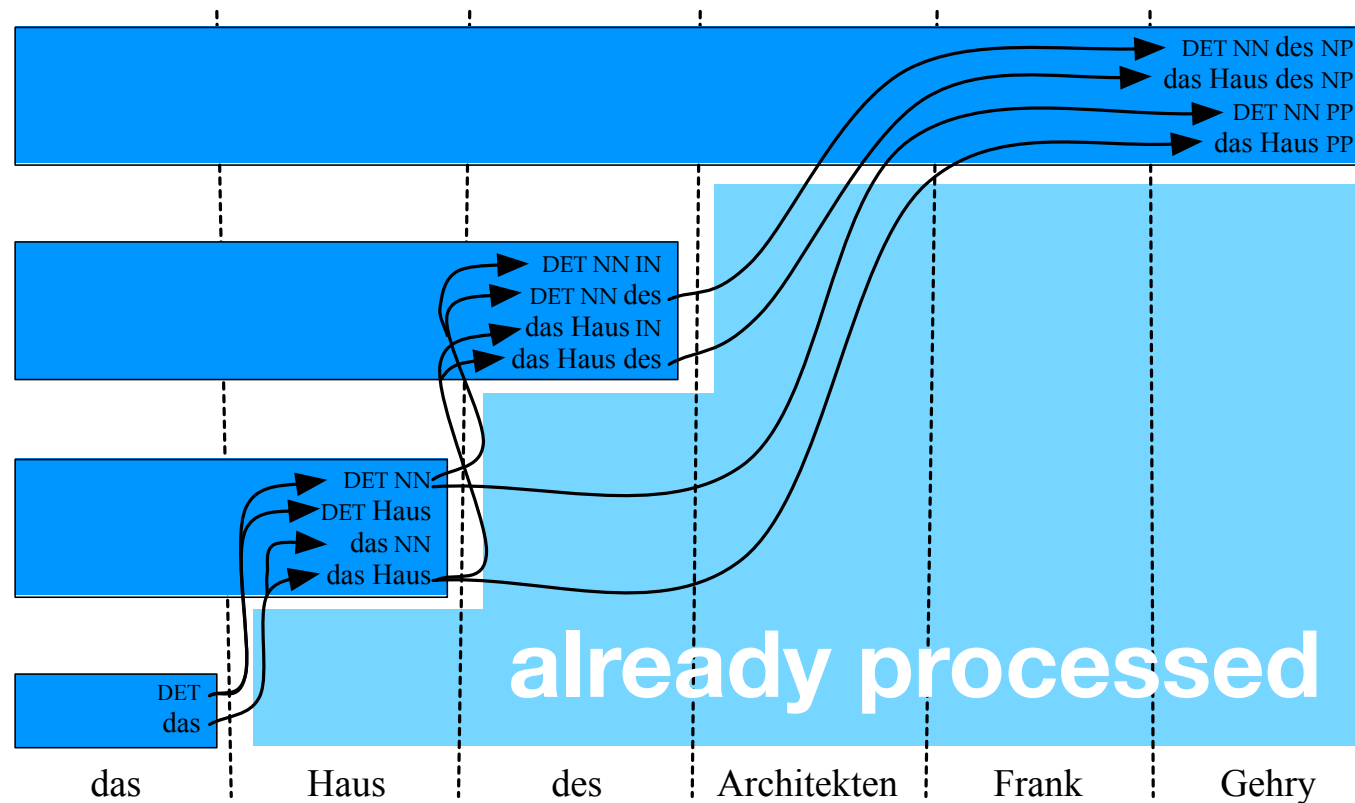 DET NN des NP
das Haus des NP
DET NN PP
das Haus PP
DET NN IN
DET NN des
das Haus IN
das Haus des
DET NN
DET Haus
das NN
das Haus
already processed
DET
das
das Haus des Architekten Frank Gehry